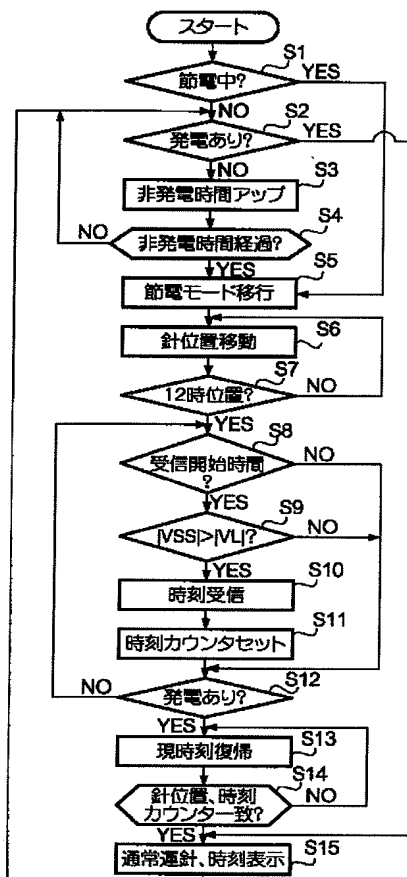 スタート
S1
節電中?
YES
NO
S2
発電あり?
YES
NO
S3
非発電時間アップ
S4
NO
非発電時間経過?
YES
S5
節電モード移行
S6
針位置移動
S7
12時位置?
NO
YES
S8
受信開始時間
?
NO
YES
S9
|VSS|>|VL|?
NO
YES
S10
時刻受信
S11
時刻カウンタセット
S12
NO
発電あり?
YES
S13
現時刻復帰
S14
針位置、時刻
カウンター致?
NO
YES
S15
通常運針、時刻表示